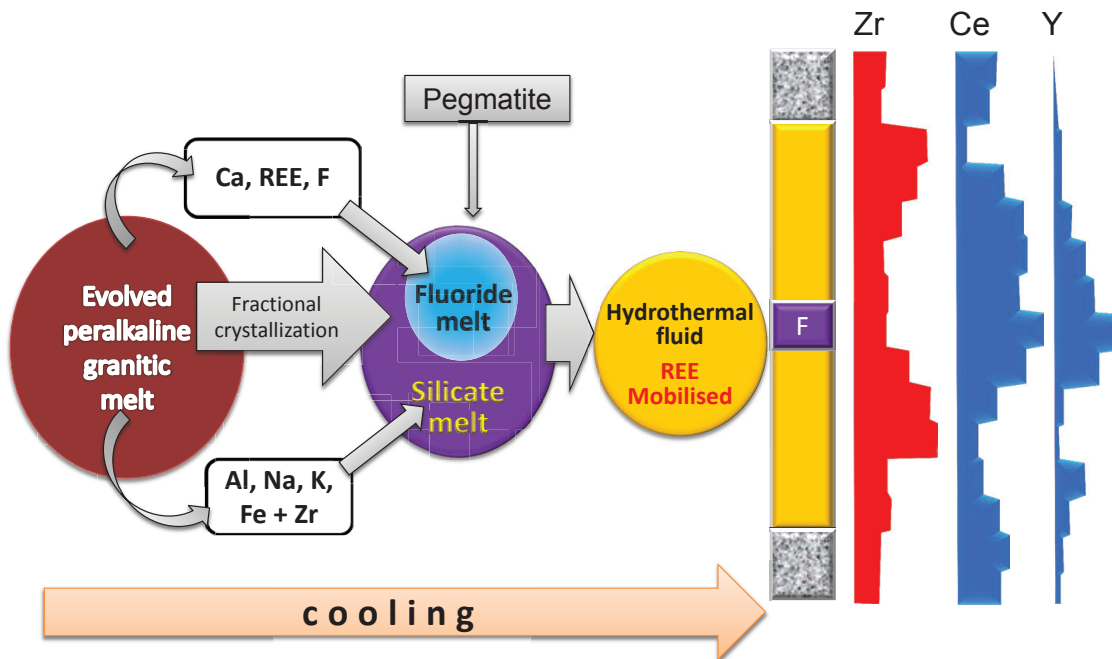 Zr
Ce
Y
Pegmatite
Ca, REE, F
Evolved
peralkaline
granitic
melt
Fractional
crystallization
Fluoride
melt
Silicate
melt
Hydrothermal
fluid
REE
Mobilised
F
Al, Na, K,
Fe + Zr
cooling